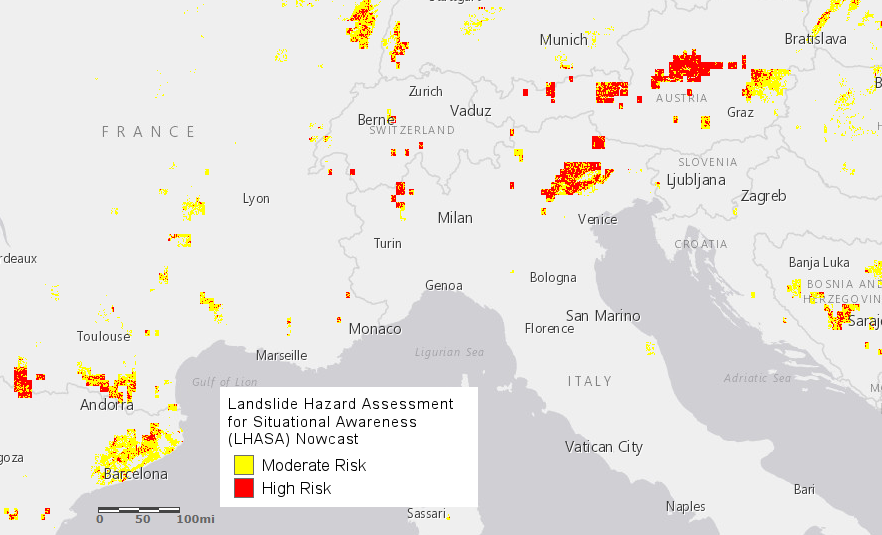 Stuttgart
Munich
Bratislava
Zurich
Vaduz
AUSTRIA
Graz
B
FRANCE
Berne
SWITZERLAND
H
SLOVENIA
Ljubljana
Lyon
Zagreb
Milan
Venice
Turin
CROATIA
rdeaux
Banja Luka
Genoa
Bologna
BOSNIA AND
HERZEGOVIN
San Marino
Saraje
Toulouse
Monaco
Florence
Marseille
Ligurian Sea
Gulf of Lion
ITALY
Adriatic Sea
M
Andorra
Landslide Hazard Assessment
for Situational Awareness
(LHASA) Nowcast
Moderate Risk
High Risk
Vatican City
goza
Barcelona
Bari
Naples
Sassari
0 50 100mi